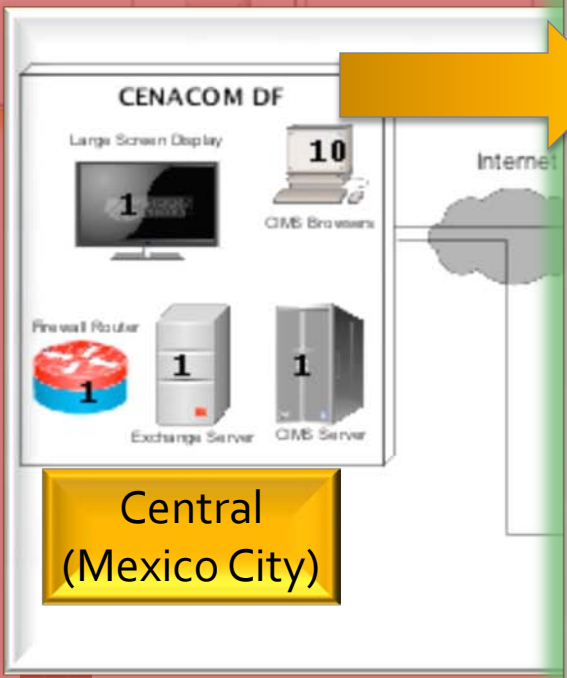 CENACOM DF
Large Screen Display
1
10
CIMS Browsers
Internet
Firewall Router
1
1
1
Exchange Server
CIMS Server
Central
(Mexico City)